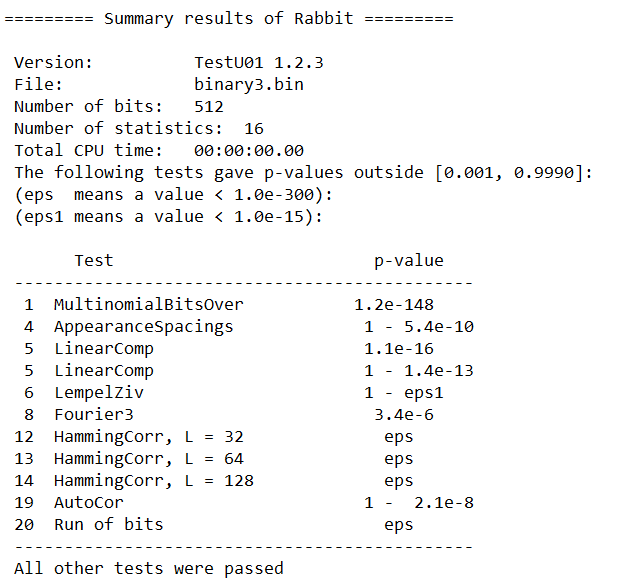 ========= Summary results of Rabbit =========
Version: TestU01 1.2.3
File: binary3.bin
Number of bits: 512
Number of statistics: 16
Total CPU time: 00:00:00.00
The following tests gave p-values outside [0.001, 0.9990]:
(eps means a value < 1.0e-300):
(eps1 means a value < 1.0e-15):
Test p-value
----------------------------------------------
1 MultinomialBitsOver 1.2e-148
4 AppearanceSpacings 1 - 5.4e-10
5 LinearComp 1.1e-16
5 LinearComp 1 - 1.4e-13
6 LempelZiv 1 - eps1
8 Fourier3 3.4e-6
12 HammingCorr, L = 32 eps
13 HammingCorr, L = 64 eps
14 HammingCorr, L = 128 eps
19 AutoCor 1 - 2.1e-8
20 Run of bits eps
----------------------------------------------
All other tests were passed